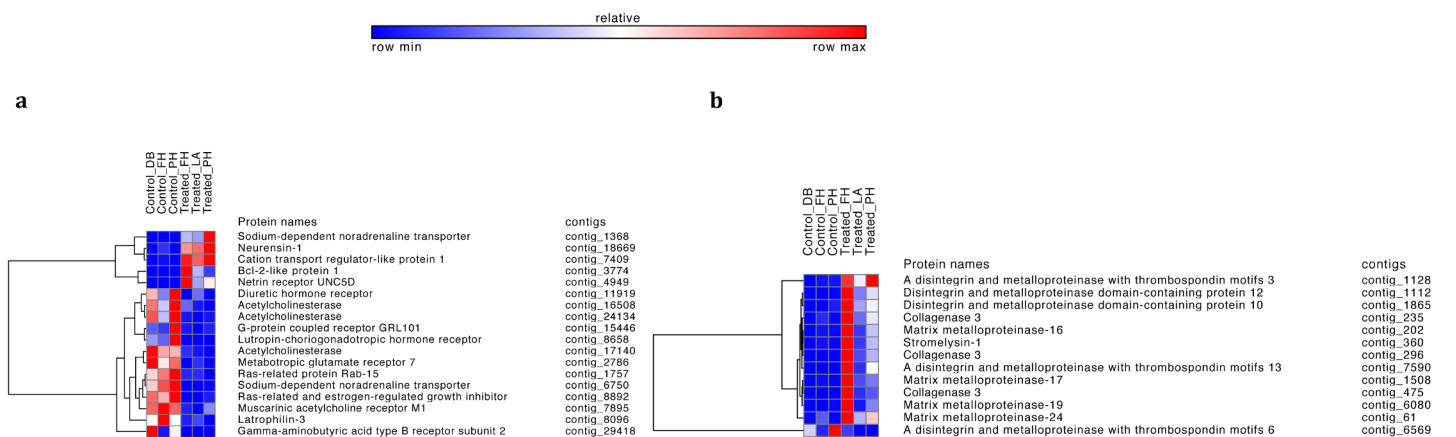 relative
row min row max
a
b
Control_DB
Control_FH
Control_PH
Treated_FH
Treated_LA
Treated_PH
Protein names contigs
Sodium-dependent noradrenaline transporter contig_1368
Neurensin-1 contig_18669
Cation transport regulator-like protein 1 contig_7409
Bcl-2-like protein 1 contig_3774
Netrin receptor UNC5D contig_4949
Diuretic hormone receptor contig_11919
Acetylcholinesterase contig_16508
Acetylcholinesterase contig_24134
G-protein coupled receptor GRL101 contig_15446
Lutropin-choriogonadotropic hormone receptor contig_8658
Acetylcholinesterase contig_17140
Metabotropic glutamate receptor 7 contig_2786
Ras-related protein Rab-15 contig_1757
Sodium-dependent noradrenaline transporter contig_6750
Ras-related and estrogen-regulated growth inhibitor contig_8892
Muscarinic acetylcholine receptor M1 contig_7895
Latrophilin-3 contig_8096
Gamma-aminobutyric acid type B receptor subunit 2 contig_29418
Control_DB
Control_FH
Control_PH
Treated_FH
Treated_LA
Treated_PH
Protein names contigs
A disintegrin and metalloproteinase with thrombospondin motifs 3 contig_1128
Disintegrin and metalloproteinase domain-containing protein 12 contig_1112
Disintegrin and metalloproteinase domain-containing protein 10 contig_1865
Collagenase 3 contig_235
Matrix metalloproteinase-16 contig_202
Stromelysin-1 contig_360
Collagenase 3 contig_296
A disintegrin and metalloproteinase with thrombospondin motifs 13 contig_7590
Matrix metalloproteinase-17 contig_1508
Collagenase 3 contig_475
Matrix metalloproteinase-19 contig_6080
Matrix metalloproteinase-24 contig_61
A disintegrin and metalloproteinase with thrombospondin motifs 6 contig_6569